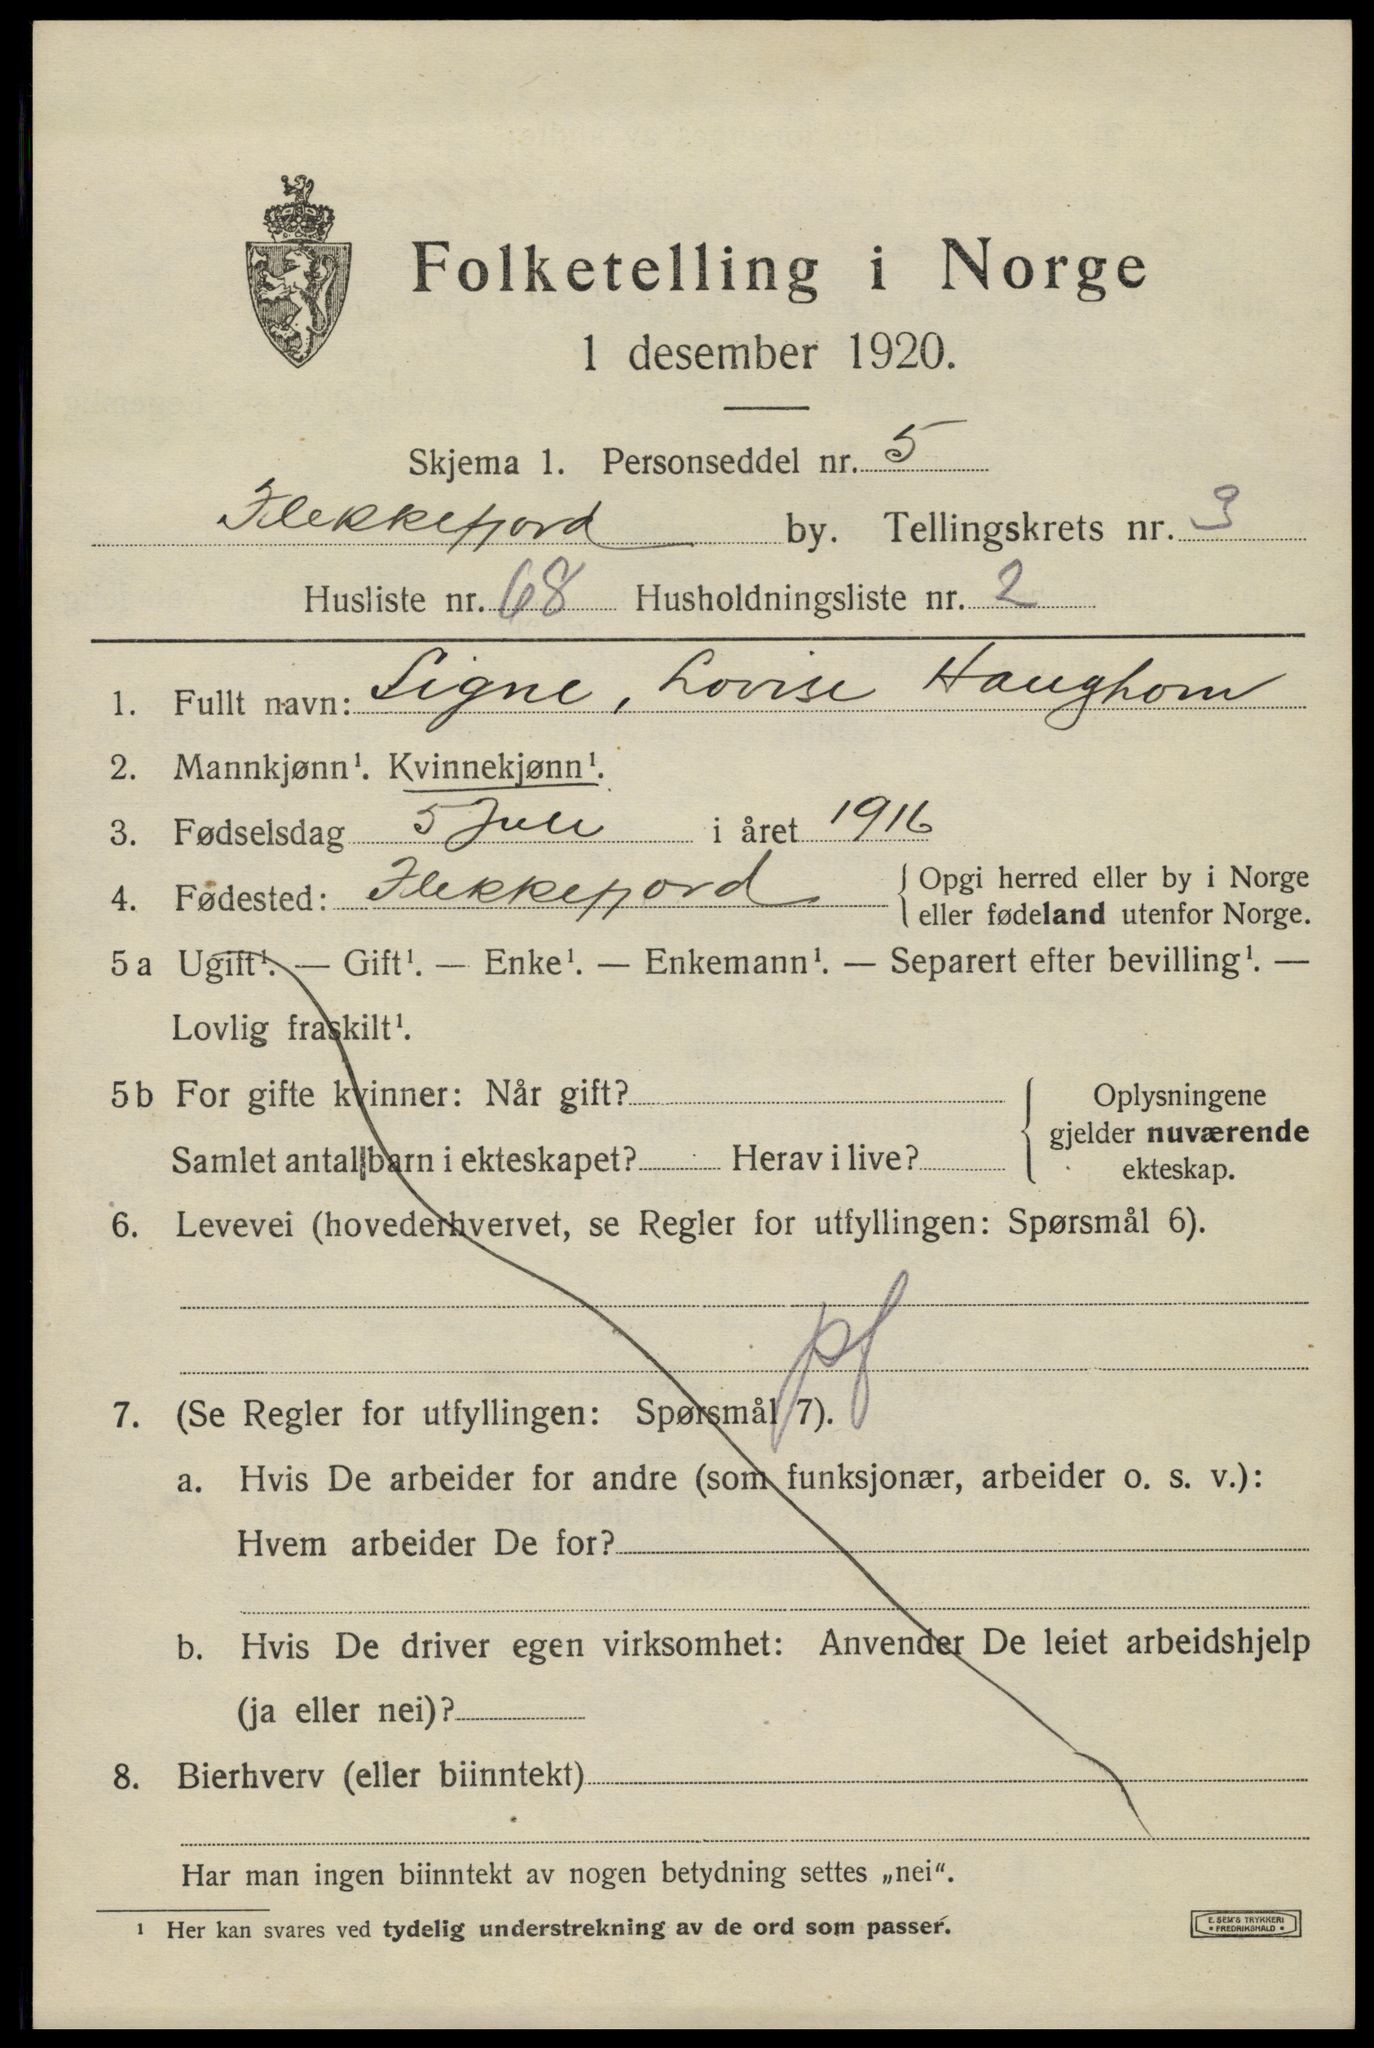 Folketelling i Norge
1 desember 1920.
Skjema 1. Personseddel nr. 5
Flekkefjord by. Tellingskrets nr. 3
Husliste nr. 68 Husholdningsliste nr. 2
1. Fullt navn: Signe, Lovise Haughom
2. Mannkjønn¹. Kvinnekjønn¹.
3. Fødselsdag 5 Juli i året 1916
4. Fødested: Flekkefjord { Opgi herred eller by i Norge
eller fødeland utenfor Norge.
5 a Ugift¹. — Gift¹. — Enke¹. — Enkemann¹. — Separert efter bevilling¹. —
Lovlig fraskilt¹.
5 b For gifte kvinner: Når gift? { Oplysningene
gjelder nuværende
Samlet antal barn i ekteskapet? Herav i live?
ekteskap.
6. Levevei (hovederhvervet, se Regler for utfyllingen: Spørsmål 6).
pf
7. (Se Regler for utfyllingen: Spørsmål 7).
a. Hvis De arbeider for andre (som funksjonær, arbeider o. s. v.):
Hvem arbeider De for?
b. Hvis De driver egen virksomhet: Anvender De leiet arbeidshjelp
(ja eller nei)?
8. Bierhverv (eller biinntekt)
Har man ingen biinntekt av nogen betydning settes „nei“.
¹ Her kan svares ved tydelig understrekning av de ord som passer.
E. SEM'S TRYKKERI
• FREDRIKSHALD •